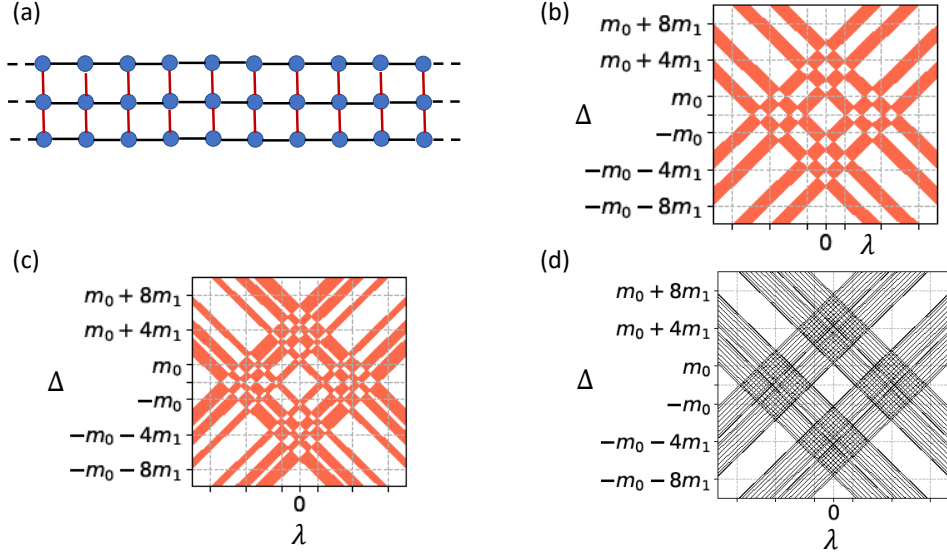 (a)
(b)
m₀ + 8m₁
m₀ + 4m₁
m₀
Δ
−m₀
−m₀ − 4m₁
−m₀ − 8m₁
0 λ
(c)
m₀ + 8m₁
m₀ + 4m₁
m₀
Δ
−m₀
−m₀ − 4m₁
−m₀ − 8m₁
0
λ
(d)
m₀ + 8m₁
m₀ + 4m₁
m₀
Δ
−m₀
−m₀ − 4m₁
−m₀ − 8m₁
0
λ